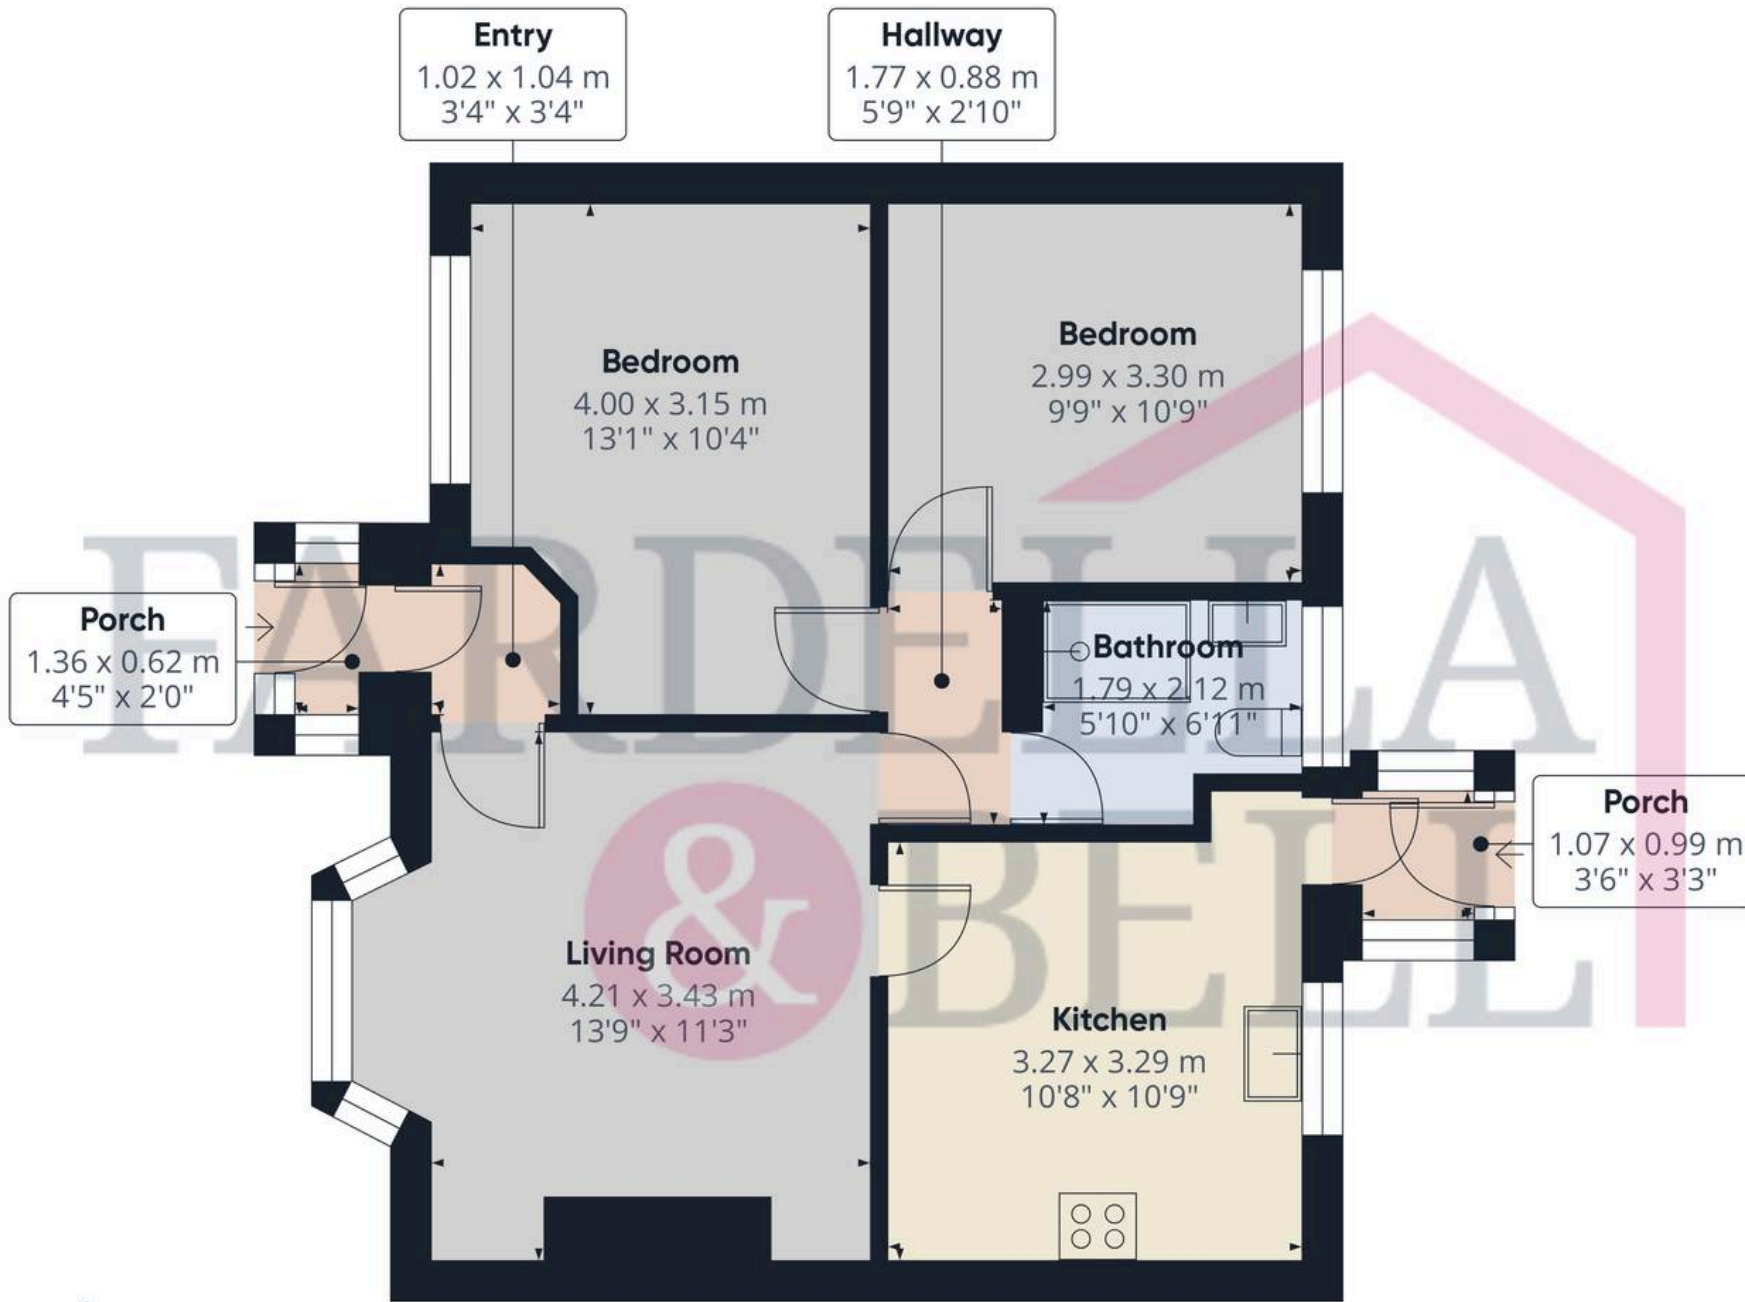 Entry
1.02 x 1.04 m
3'4" x 3'4"
Hallway
1.77 x 0.88 m
5'9" x 2'10"
Bedroom
4.00 x 3.15 m
13'1" x 10'4"
Bedroom
2.99 x 3.30 m
9'9" x 10'9"
Porch
1.36 x 0.62 m
4'5" x 2'0"
Bathroom
1.79 x 2.12 m
5'10" x 6'11"
FARDELLA
& BELL
Porch
1.07 x 0.99 m
3'6" x 3'3"
Living Room
4.21 x 3.43 m
13'9" x 11'3"
Kitchen
3.27 x 3.29 m
10'8" x 10'9"